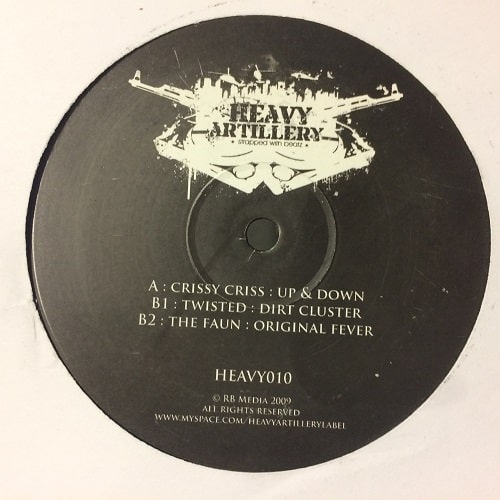 HEAVY
ARTILLERY
★ strapped with beatz ★
A : CRISSY CRISS : UP & DOWN
B1 : TWISTED : DIRT CLUSTER
B2 : THE FAUN : ORIGINAL FEVER
HEAVY010
© RB MEDIA 2009
ALL RIGHTS RESERVED
WWW.MYSPACE.COM/HEAVYARTILLERYLABEL